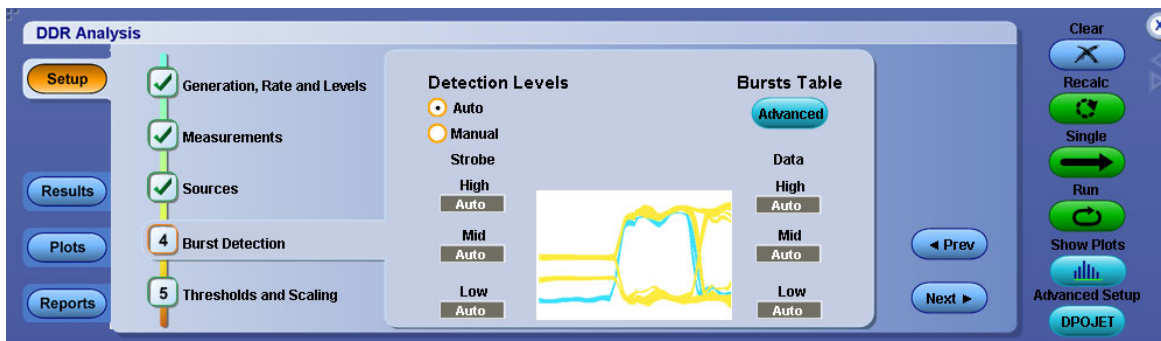 DDR Analysis
Setup
Results
Plots
Reports
Generation, Rate and Levels
Measurements
Sources
4 Burst Detection
5 Thresholds and Scaling
Detection Levels
Auto
Manual
Strobe
High
Auto
Mid
Auto
Low
Auto
Bursts Table
Advanced
Data
High
Auto
Mid
Auto
Low
Auto
◄ Prev
Next ►
Clear
Recalc
Single
Run
Show Plots
Advanced Setup
DPOJET
X